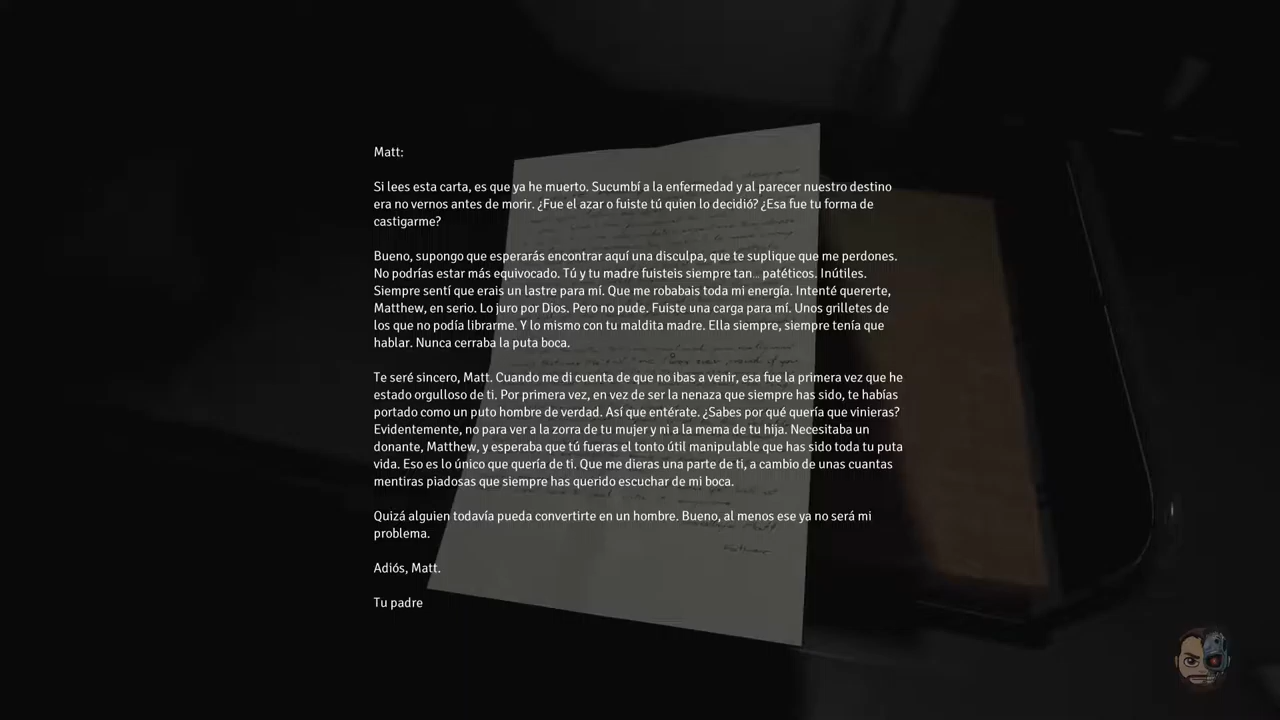 Matt:
Si lees esta carta, es que ya he muerto. Sucumbí a la enfermedad y al parecer nuestro destino
era no vernos antes de morir. ¿Fue el azar o fuiste tú quien lo decidió? ¿Esa fue tu forma de
castigarme?
Bueno, supongo que esperarás encontrar aquí una disculpa, que te suplique que me perdones.
No podrías estar más equivocado. Tú y tu madre fuisteis siempre tan... patéticos. Inútiles.
Siempre sentí que erais un lastre para mí. Que me robabais toda mi energía. Intenté quererte,
Matthew, en serio. Lo juro por Dios. Pero no pude. Fuiste una carga para mí. Unos grilletes de
los que no podía librarme. Y lo mismo con tu maldita madre. Ella siempre, siempre tenía que
hablar. Nunca cerraba la puta boca.
Te seré sincero, Matt. Cuando me di cuenta de que no ibas a venir, esa fue la primera vez que he
estado orgulloso de ti. Por primera vez, en vez de ser la nenaza que siempre has sido, te habías
portado como un puto hombre de verdad. Así que entérate. ¿Sabes por qué quería que vinieras?
Evidentemente, no para ver a la zorra de tu mujer y ni a la mema de tu hija. Necesitaba un
donante, Matthew, y esperaba que tú fueras el tonto útil manipulable que has sido toda tu puta
vida. Eso es lo único que quería de ti. Que me dieras una parte de ti, a cambio de unas cuantas
mentiras piadosas que siempre has querido escuchar de mi boca.
Quizá alguien todavía pueda convertirte en un hombre. Bueno, al menos ese ya no será mi
problema.
Adiós, Matt.
Tu padre